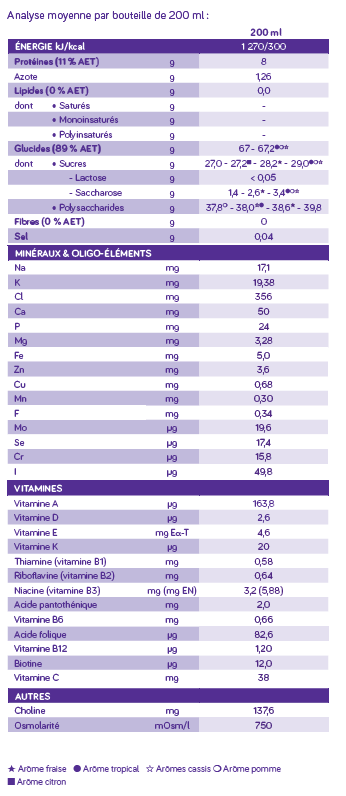 Analyse moyenne par bouteille de 200 ml :
200 ml
ÉNERGIE kJ/kcal 1 270/300
Protéines (11 % AET) g 8
Azote g 1,26
Lipides (0 % AET) g 0,0
dont ♦ Saturés g -
♦ Monoinsaturés g -
♦ Polyinsaturés g -
Glucides (89 % AET) g 67 - 67,2●○☆
dont ♦ Sucres g 27,0 - 27,2■ - 28,2★ - 29,0●○☆
- Lactose g < 0,05
- Saccharose g 1,4 - 2,6★ - 3,4●○☆
♦ Polysaccharides g 37,8○ - 38,0☆● - 38,6★ - 39,8
Fibres (0 % AET) g 0
Sel g 0,04
MINÉRAUX & OLIGO-ÉLÉMENTS
Na mg 17,1
K mg 19,38
Cl mg 356
Ca mg 50
P mg 24
Mg mg 3,28
Fe mg 5,0
Zn mg 3,6
Cu mg 0,68
Mn mg 0,30
F mg 0,34
Mo µg 19,6
Se µg 17,4
Cr µg 15,8
I µg 49,8
VITAMINES
Vitamine A µg 163,8
Vitamine D µg 2,6
Vitamine E mg Eα-T 4,6
Vitamine K µg 20
Thiamine (vitamine B1) mg 0,58
Riboflavine (vitamine B2) mg 0,64
Niacine (vitamine B3) mg (mg EN) 3,2 (5,88)
Acide pantothénique mg 2,0
Vitamine B6 mg 0,66
Acide folique µg 82,6
Vitamine B12 µg 1,20
Biotine µg 12,0
Vitamine C mg 38
AUTRES
Choline mg 137,6
Osmolarité mOsm/l 750
★ Arôme fraise ● Arôme tropical ☆ Arômes cassis ○ Arôme pomme
■ Arôme citron